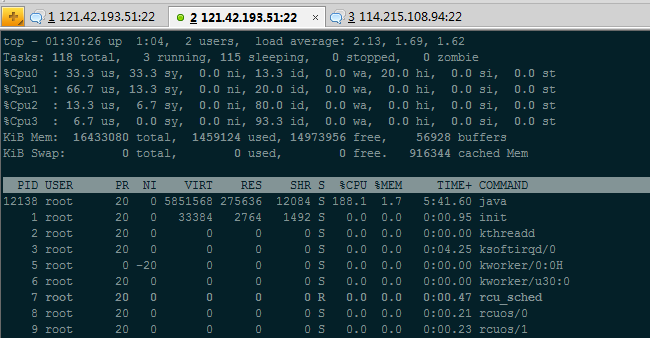 1 121.42.193.51:22 2 121.42.193.51:22 × 3 114.215.108.94:22
top - 01:30:26 up  1:04,  2 users,  load average: 2.13, 1.69, 1.62
Tasks: 118 total,   3 running, 115 sleeping,   0 stopped,   0 zombie
%Cpu0  : 33.3 us, 33.3 sy,  0.0 ni, 13.3 id,  0.0 wa, 20.0 hi,  0.0 si,  0.0 st
%Cpu1  : 66.7 us, 13.3 sy,  0.0 ni, 20.0 id,  0.0 wa,  0.0 hi,  0.0 si,  0.0 st
%Cpu2  : 13.3 us,  6.7 sy,  0.0 ni, 80.0 id,  0.0 wa,  0.0 hi,  0.0 si,  0.0 st
%Cpu3  :  6.7 us,  0.0 sy,  0.0 ni, 93.3 id,  0.0 wa,  0.0 hi,  0.0 si,  0.0 st
KiB Mem:  16433080 total,  1459124 used, 14973956 free,    56928 buffers
KiB Swap:        0 total,        0 used,        0 free.   916344 cached Mem
PID USER      PR  NI    VIRT    RES    SHR S  %CPU %MEM     TIME+ COMMAND
12138 root      20   0 5851568 275636  12084 S 188.1  1.7   5:41.60 java
1 root      20   0   33384   2764   1492 S   0.0  0.0   0:00.95 init
2 root      20   0       0      0      0 S   0.0  0.0   0:00.00 kthreadd
3 root      20   0       0      0      0 S   0.0  0.0   0:04.25 ksoftirqd/0
5 root       0 -20       0      0      0 S   0.0  0.0   0:00.00 kworker/0:0H
6 root      20   0       0      0      0 S   0.0  0.0   0:00.00 kworker/u30:0
7 root      20   0       0      0      0 R   0.0  0.0   0:00.47 rcu_sched
8 root      20   0       0      0      0 S   0.0  0.0   0:00.21 rcuos/0
9 root      20   0       0      0      0 S   0.0  0.0   0:00.23 rcuos/1